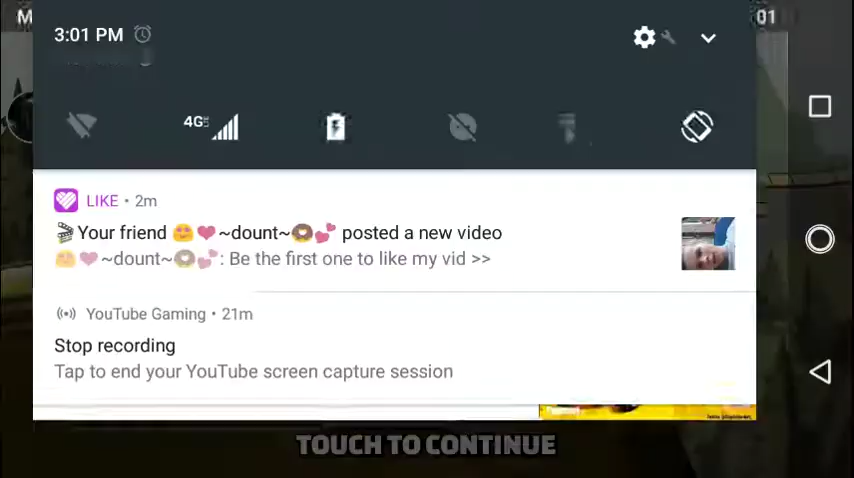 M
01
3:01 PM
4G
LIKE • 2m
🎬Your friend 😍❤~dount~🍩💕 posted a new video
😍❤~dount~🍩💕: Be the first one to like my vid >>
YouTube Gaming • 21m
Stop recording
Tap to end your YouTube screen capture session
TOUCH TO CONTINUE